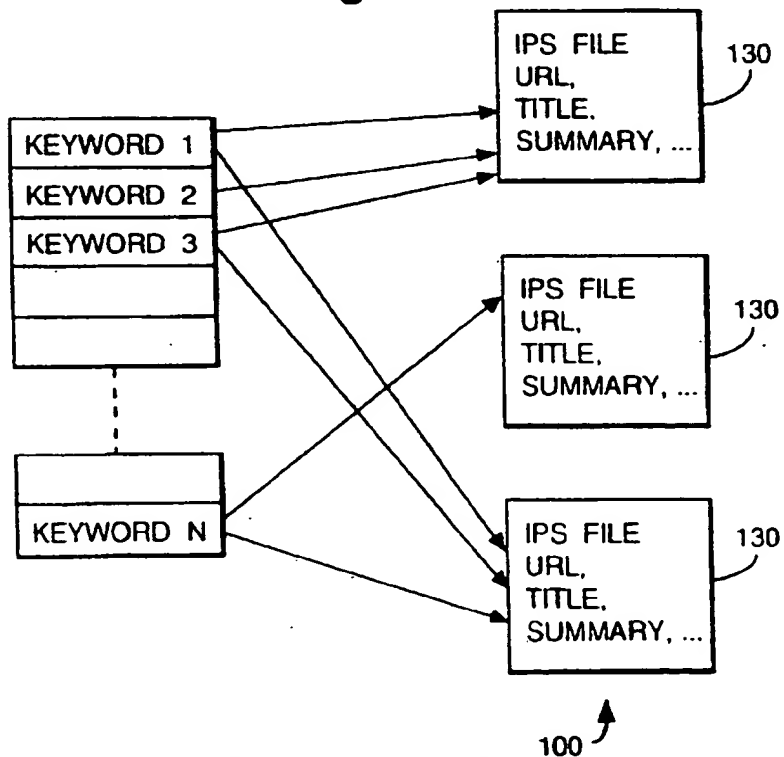 IPS FILE
URL,
TITLE,
SUMMARY, ...
130
KEYWORD 1
KEYWORD 2
KEYWORD 3
KEYWORD N
IPS FILE
URL,
TITLE,
SUMMARY, ...
130
IPS FILE
URL,
TITLE,
SUMMARY, ...
130
100